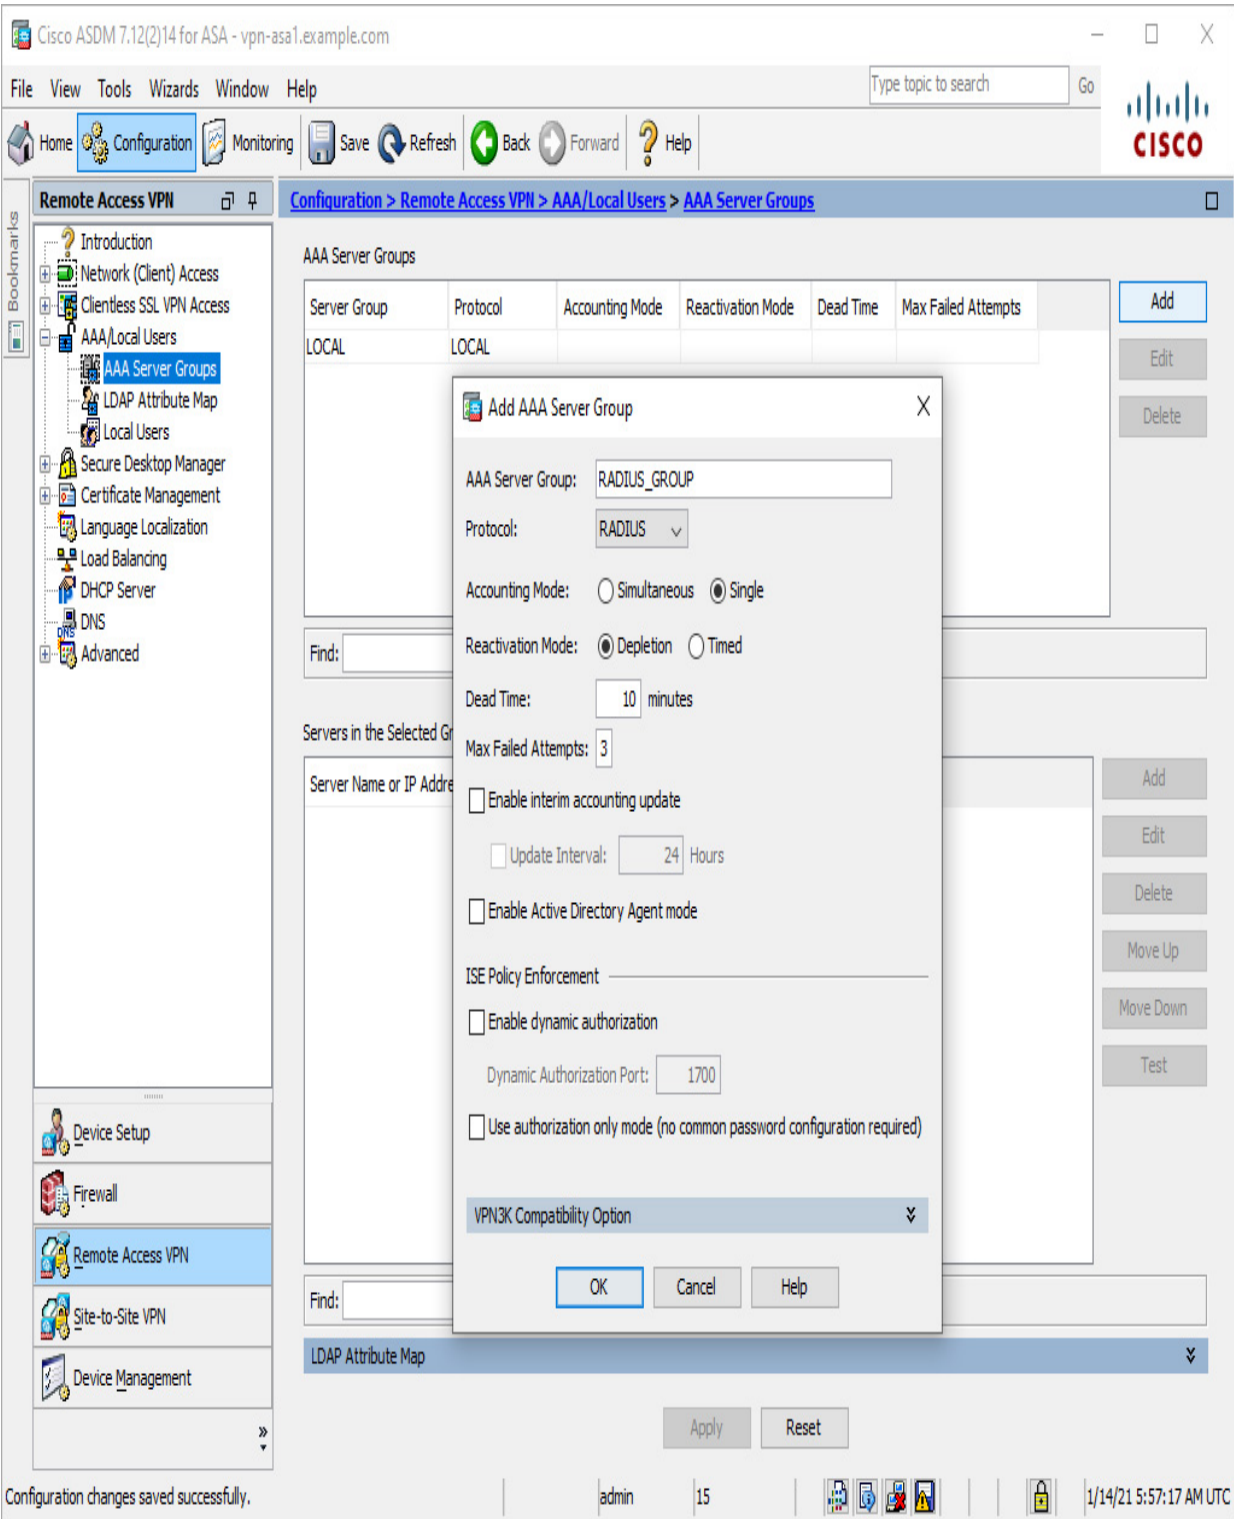 Cisco ASDM 7.12(2)14 for ASA - vpn-asa1.example.com
File View Tools Wizards Window Help
Type topic to search Go
Home Configuration Monitoring Save Refresh Back Forward Help
CISCO
Bookmarks
Remote Access VPN
Introduction
Network (Client) Access
Clientless SSL VPN Access
AAA/Local Users
AAA Server Groups
LDAP Attribute Map
Local Users
Secure Desktop Manager
Certificate Management
Language Localization
Load Balancing
DHCP Server
DNS
Advanced
Device Setup
Firewall
Remote Access VPN
Site-to-Site VPN
Device Management
Configuration > Remote Access VPN > AAA/Local Users > AAA Server Groups
AAA Server Groups
Server Group Protocol Accounting Mode Reactivation Mode Dead Time Max Failed Attempts
LOCAL LOCAL
Add
Edit
Delete
Find:
Servers in the Selected Gr
Server Name or IP Addre
Add
Edit
Delete
Move Up
Move Down
Test
Find:
LDAP Attribute Map
Apply Reset
Add AAA Server Group
AAA Server Group: RADIUS_GROUP
Protocol: RADIUS
Accounting Mode: Simultaneous Single
Reactivation Mode: Depletion Timed
Dead Time: 10 minutes
Max Failed Attempts: 3
Enable interim accounting update
Update Interval: 24 Hours
Enable Active Directory Agent mode
ISE Policy Enforcement
Enable dynamic authorization
Dynamic Authorization Port: 1700
Use authorization only mode (no common password configuration required)
VPN3K Compatibility Option
OK Cancel Help
Configuration changes saved successfully. admin 15 1/14/21 5:57:17 AM UTC